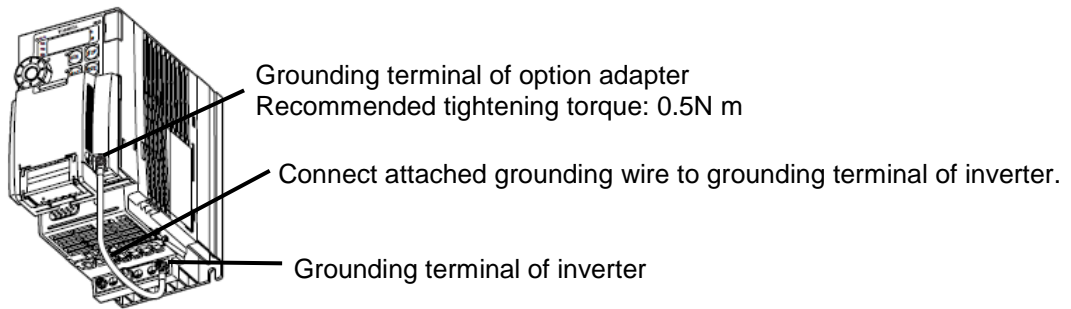 Grounding terminal of option adapter
Recommended tightening torque: 0.5N m
Connect attached grounding wire to grounding terminal of inverter.
Grounding terminal of inverter